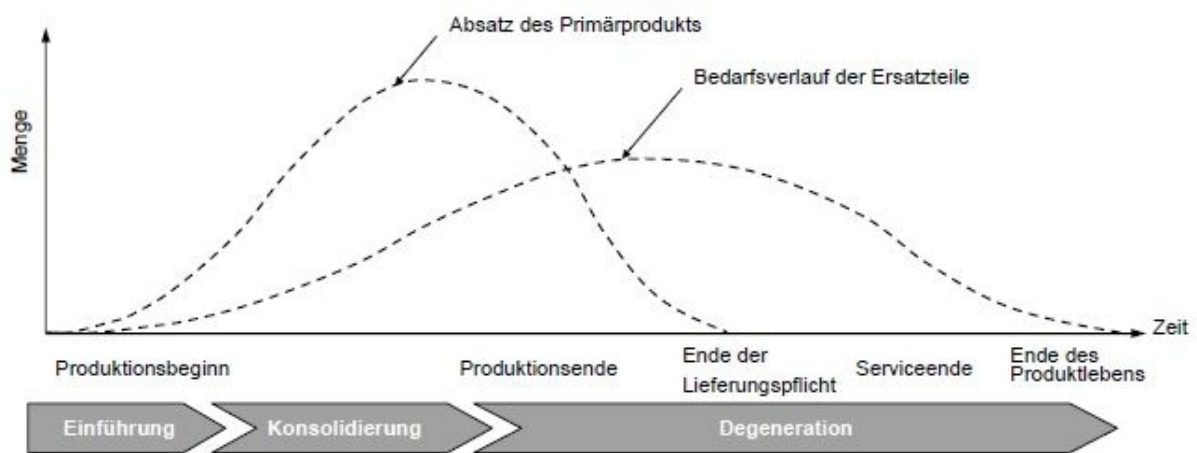 Absatz des Primärprodukts
Bedarfsverlauf der Ersatzteile
Menge
Zeit
Produktionsbeginn
Produktionsende
Ende der
Lieferungspflicht
Serviceende
Ende des
Produktlebens
Einführung
Konsolidierung
Degeneration